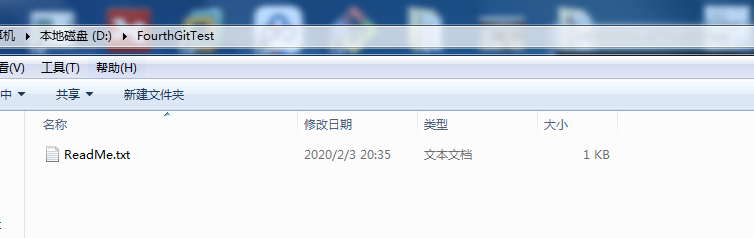 本地磁盘 (D:) FourthGitTest
工具(T) 帮助(H)
共享 新建文件夹
名称 修改日期 类型 大小
ReadMe.txt 2020/2/3 20:35 文本文档 1 KB